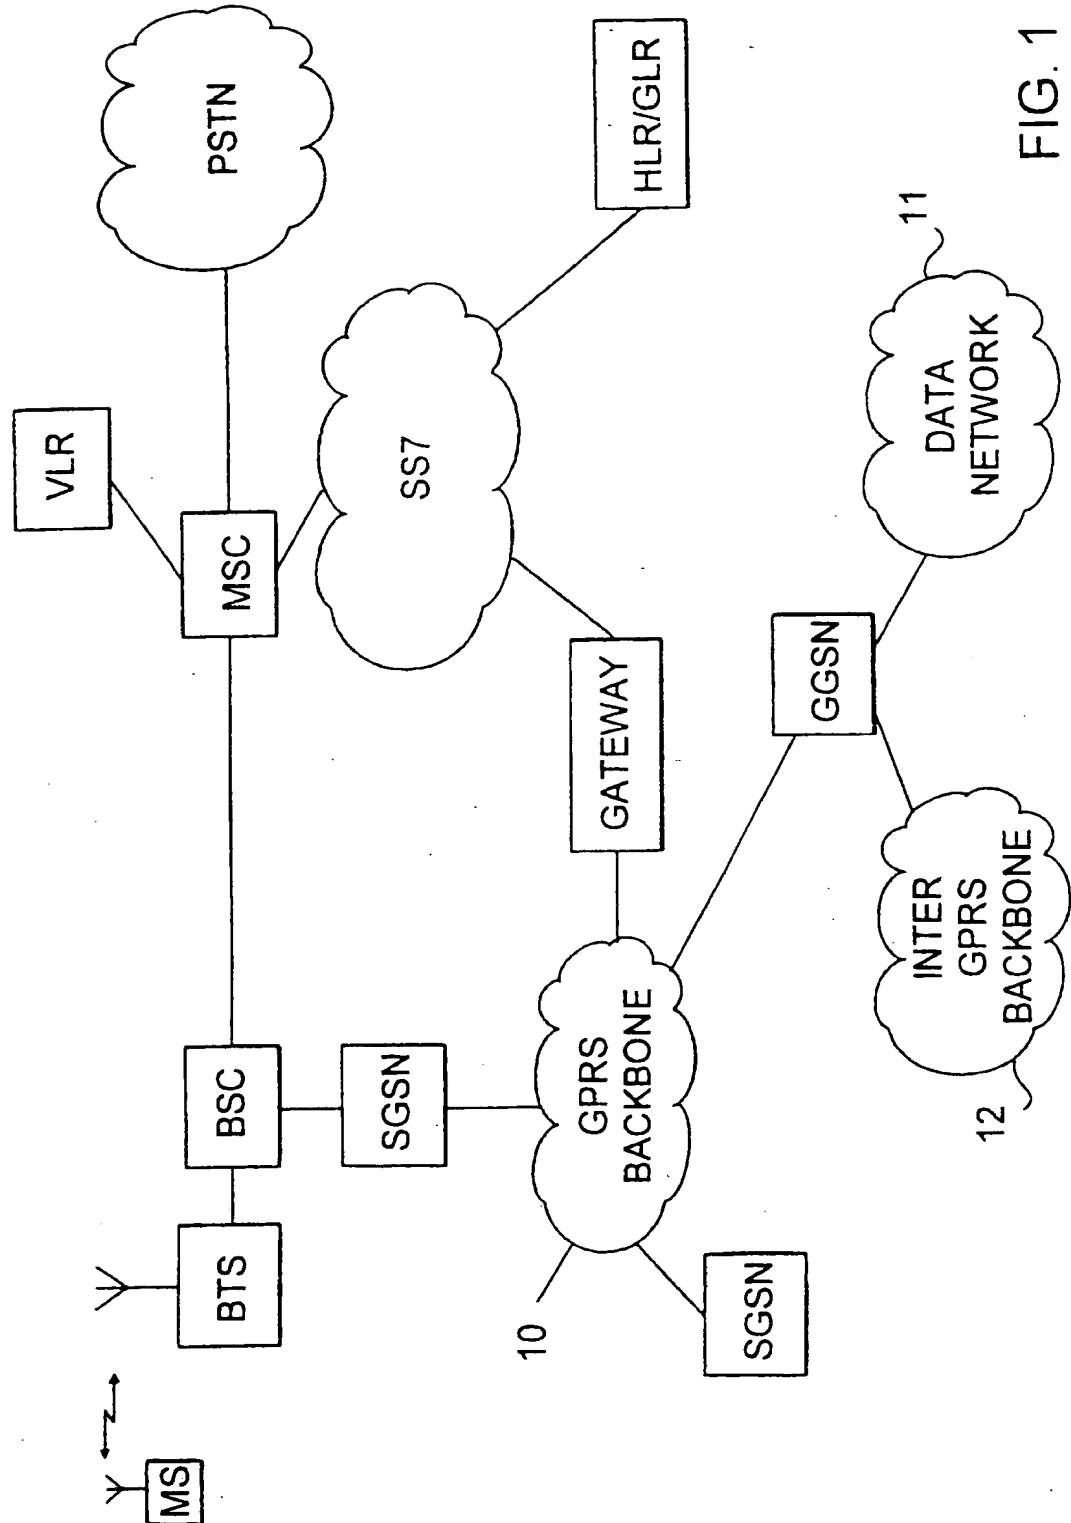 MS
BTS
BSC
MSC
VLR
PSTN
SGSN
SS7
HLR/GLR
10
GPRS
BACKBONE
GATEWAY
SGSN
GGSN
INTER
GPRS
BACKBONE
12
DATA
NETWORK
11
FIG. 1